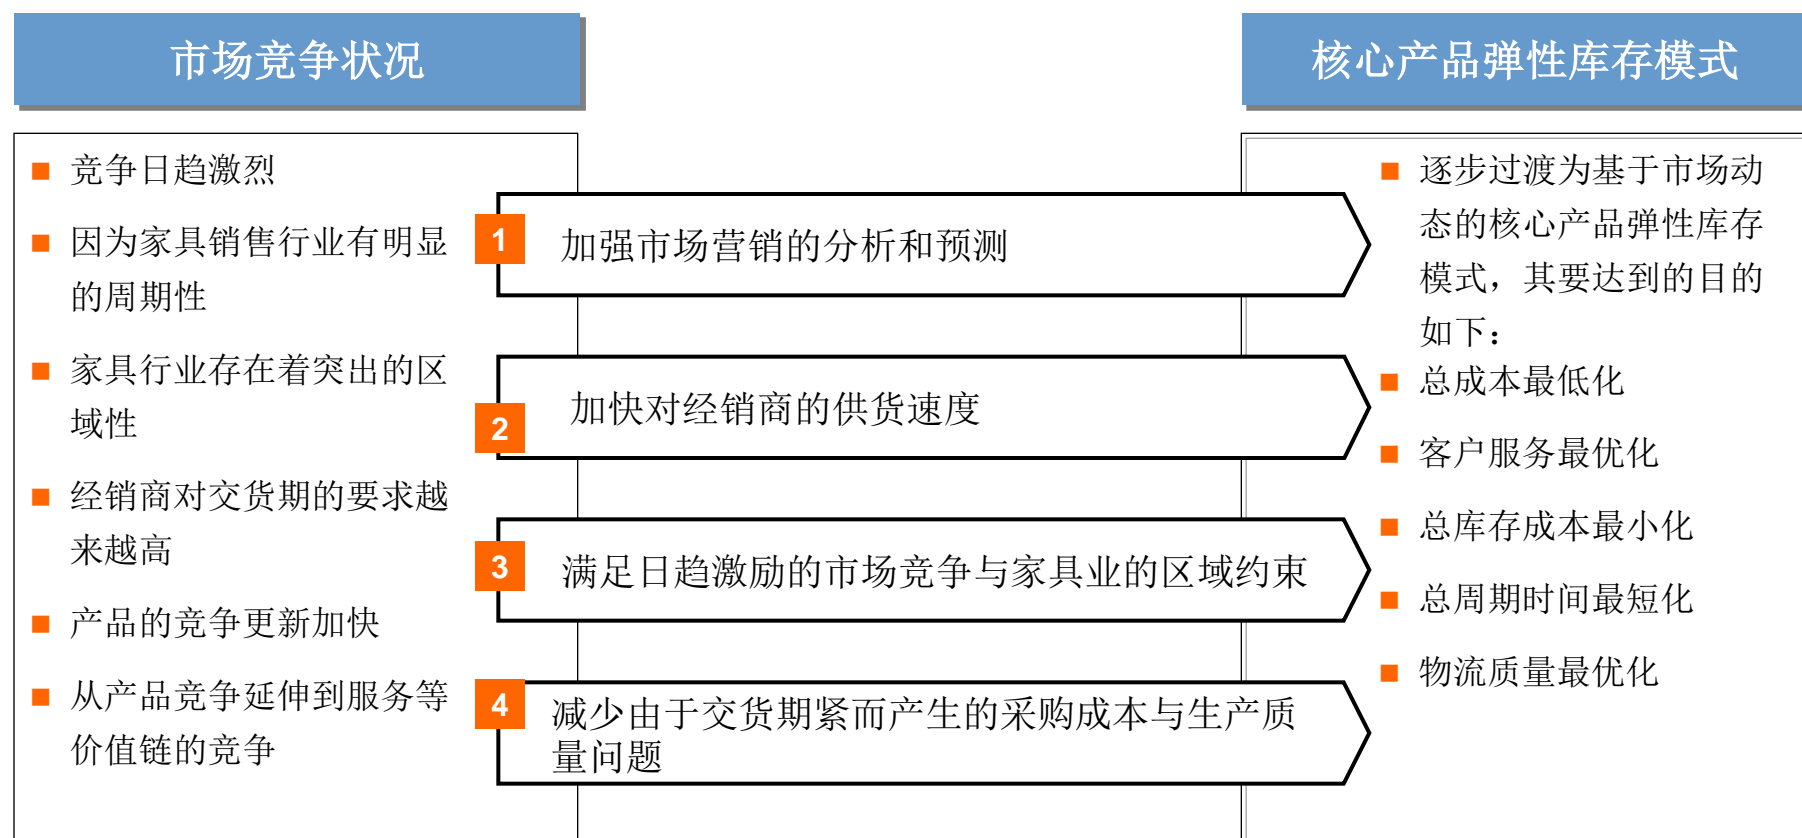 市场竞争状况
竞争日趋激烈
因为家具销售行业有明显
的周期性
家具行业存在着突出的区
域性
经销商对交货期的要求越
来越高
产品的竞争更新加快
从产品竞争延伸到服务等
价值链的竞争
1
加强市场营销的分析和预测
2
加快对经销商的供货速度
3
满足日趋激励的市场竞争与家具业的区域约束
4
减少由于交货期紧而产生的采购成本与生产质
量问题
核心产品弹性库存模式
逐步过渡为基于市场动
态的核心产品弹性库存
模式，其要达到的目的
如下：
总成本最低化
客户服务最优化
总库存成本最小化
总周期时间最短化
物流质量最优化